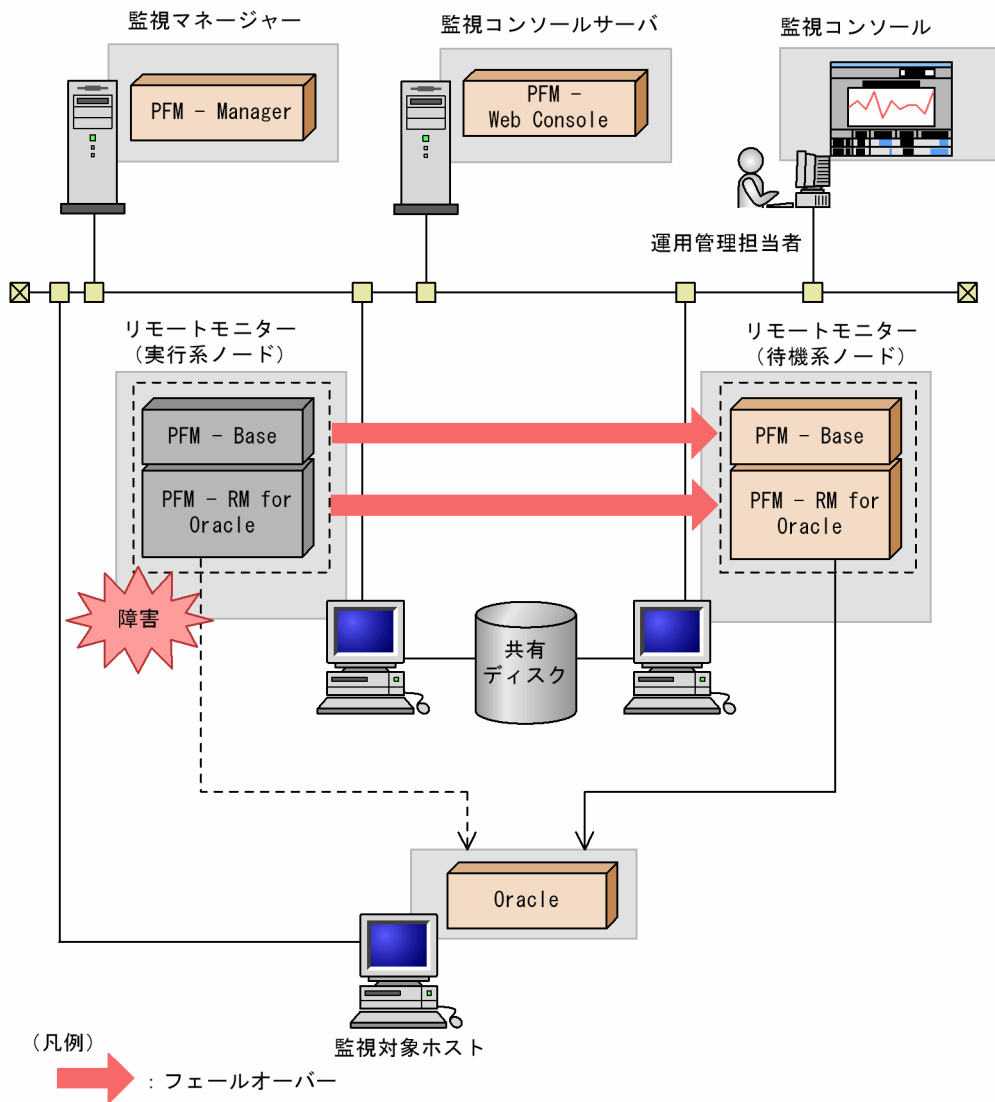 監視マネージャー
監視コンソールサーバ
監視コンソール
PFM − Manager
PFM −
Web Console
運用管理担当者
リモートモニター
(実行系ノード)
リモートモニター
(待機系ノード)
PFM − Base
PFM − Base
PFM − RM for
Oracle
PFM − RM for
Oracle
障害
共有
ディスク
Oracle
監視対象ホスト
(凡例)
:フェールオーバー